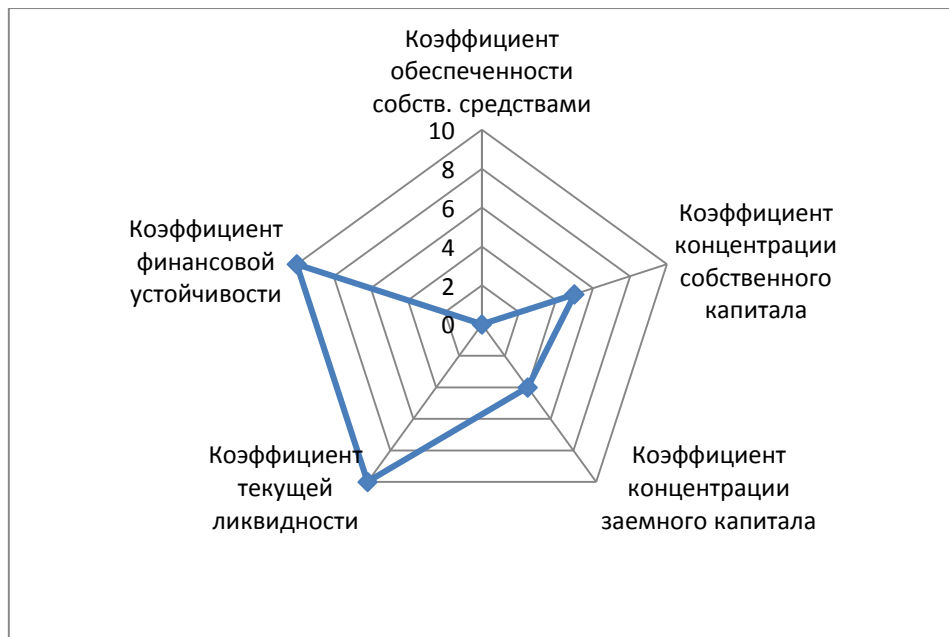 Коэффициент
обеспеченности
собств. средствами
10
8
6
4
2
0
Коэффициент
концентрации
собственного
капитала
Коэффициент
концентрации
заемного капитала
Коэффициент
текущей
ликвидности
Коэффициент
финансовой
устойчивости